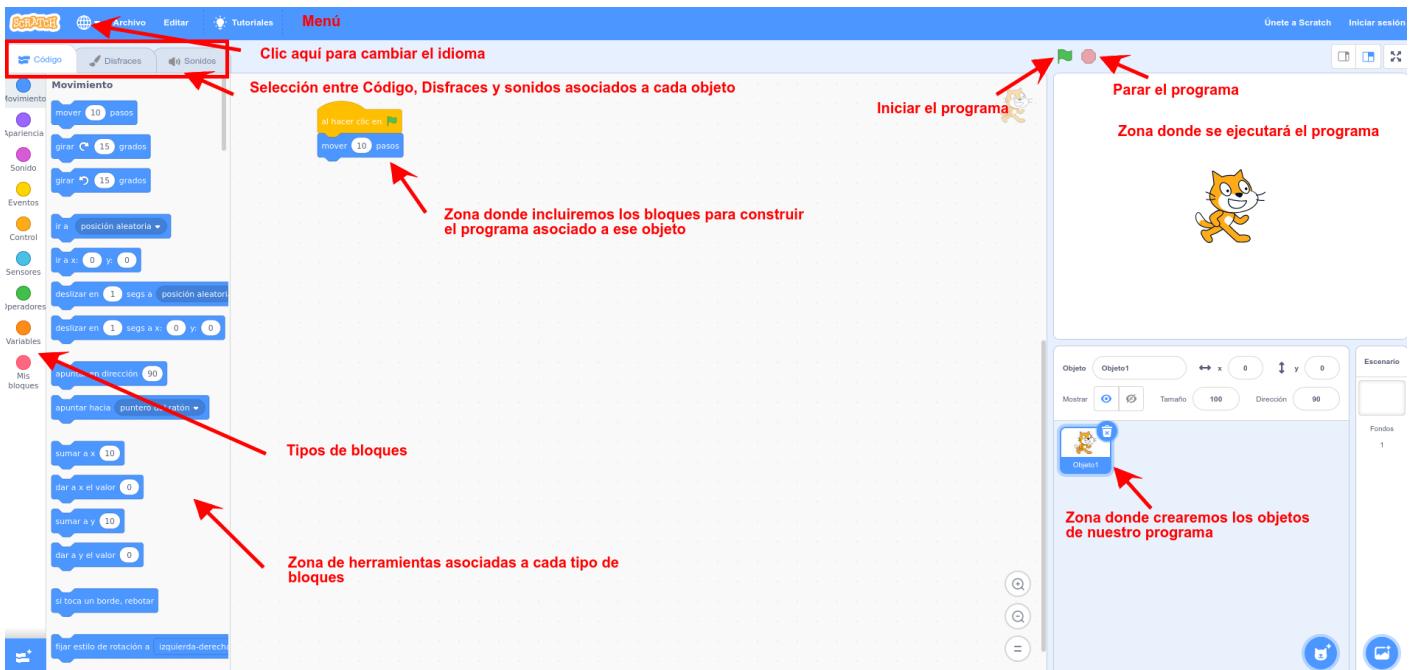 SCRATCH
Archivo
Editar
Tutoriales
Menú
Únete a Scratch
Iniciar sesión
Clic aquí para cambiar el idioma
Código
Disfraces
Sonidos
Selección entre Código, Disfraces y sonidos asociados a cada objeto
Iniciar el programa
Parar el programa
Zona donde se ejecutará el programa
Movimiento
Apariencia
Sonido
Eventos
Control
Sensores
Operadores
Variables
Mis
bloques
Movimiento
mover 10 pasos
girar 15 grados
girar 15 grados
ir a posición aleatoria
ir a x: 0 y: 0
deslizar en 1 segs a posición
deslizar en 1 segs a x: 0 y: 0
apuntar en dirección 90
apuntar hacia puntero del ratón
sumar a x 10
dar a x el valor 0
sumar a y 10
dar a y el valor 0
si toca un borde, rebotar
fijar estilo de rotación a
al hacer clic en
mover 10 pasos
Zona donde incluiremos los bloques para construir
el programa asociado a ese objeto
Tipos de bloques
Zona de herramientas asociadas a cada tipo de
bloques
Objeto
Objeto1
x
0
y
0
Mostrar
Tamaño
100
Dirección
90
Objeto1
Zona donde crearemos los objetos
de nuestro programa
Escenario
Fondos
1